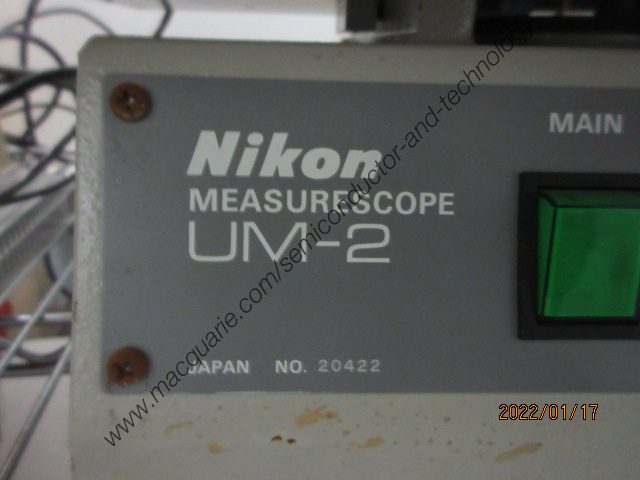 MAIN
Nikon
MEASURESCOPE
UM-2
JAPAN NO. 20422
www.macquarie.com/semiconductor-and-technology
2022/01/17